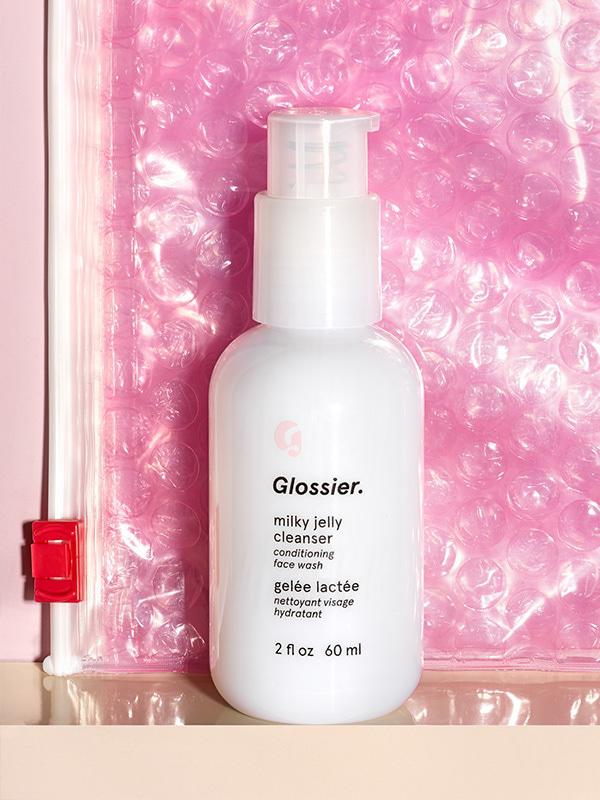 G
Glossier.
milky jelly
cleanser
conditioning
face wash
gelée lactée
nettoyant visage
hydratant
2 fl oz 60 ml